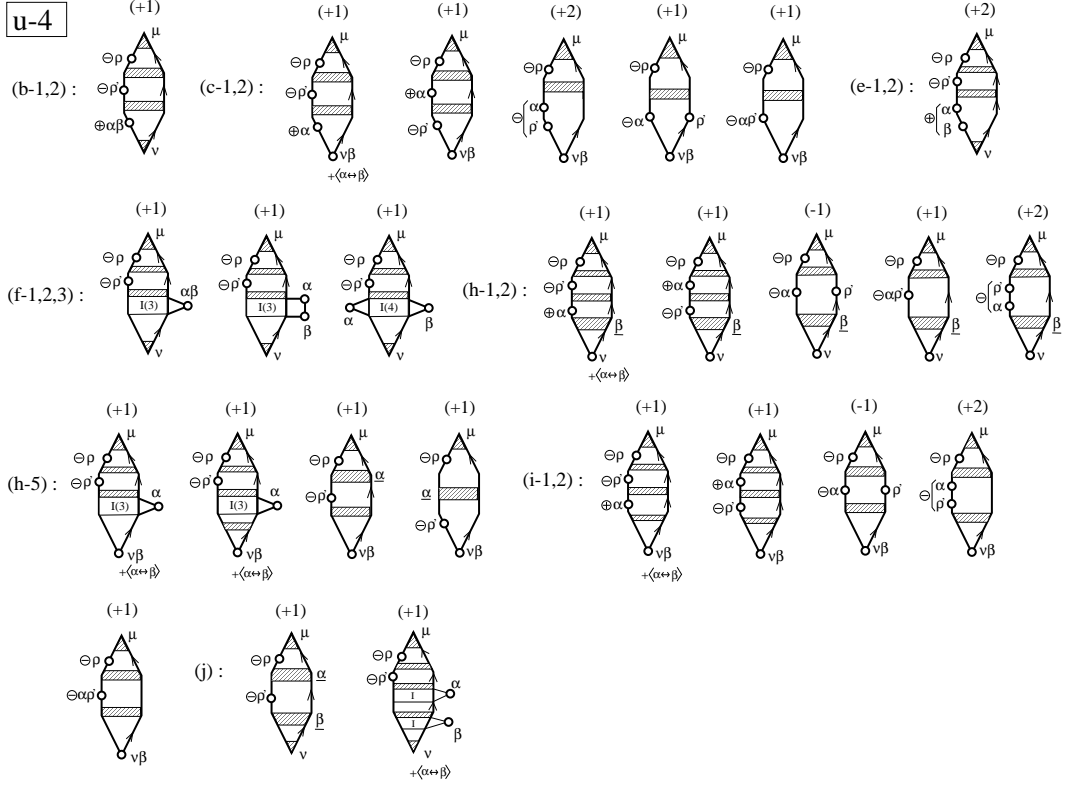 u-4
(+1) (+1) (+1) (+2) (+1) (+1) (+2)
(b-1,2) : μ ⊖ρ ⊖ρ' ⊕αβ ν
(c-1,2) : μ ⊖ρ ⊖ρ' ⊕α νβ +⟨α↔β⟩
μ ⊖ρ ⊕α ⊖ρ' νβ
μ ⊖ρ ⊖ α ρ' νβ
μ ⊖ρ ⊖α ρ' νβ
μ ⊖ρ ⊖αρ' νβ
(e-1,2) : μ ⊖ρ ⊖ρ' ⊕ α β ν
(+1) (+1) (+1) (+1) (+1) (-1) (+1) (+2)
(f-1,2,3) : μ ⊖ρ ⊖ρ' I(3) αβ ν
μ ⊖ρ ⊖ρ' I(3) α β ν
μ ⊖ρ ⊖ρ' I(4) α β ν
(h-1,2) : μ ⊖ρ ⊖ρ' ⊕α β ν +⟨α↔β⟩
μ ⊖ρ ⊕α ⊖ρ' β ν
μ ⊖ρ ⊖α ρ' β ν
μ ⊖ρ ⊖αρ' β ν
μ ⊖ρ ⊖ ρ' α β ν
(+1) (+1) (+1) (+1) (+1) (+1) (-1) (+2)
(h-5) : μ ⊖ρ ⊖ρ' I(3) α νβ +⟨α↔β⟩
μ ⊖ρ ⊖ρ' I(3) α νβ +⟨α↔β⟩
μ ⊖ρ α ⊖ρ' νβ
μ ⊖ρ α ⊖ρ' νβ
(i-1,2) : μ ⊖ρ ⊖ρ' ⊕α νβ +⟨α↔β⟩
μ ⊖ρ ⊕α ⊖ρ' νβ
μ ⊖ρ ⊖α ρ' νβ
μ ⊖ρ ⊖ α ρ' νβ
(+1) (+1) (+1)
μ ⊖ρ ⊖αρ' νβ
(j) : μ ⊖ρ α ⊖ρ' β ν
μ ⊖ρ ⊖ρ' I α I β ν +⟨α↔β⟩